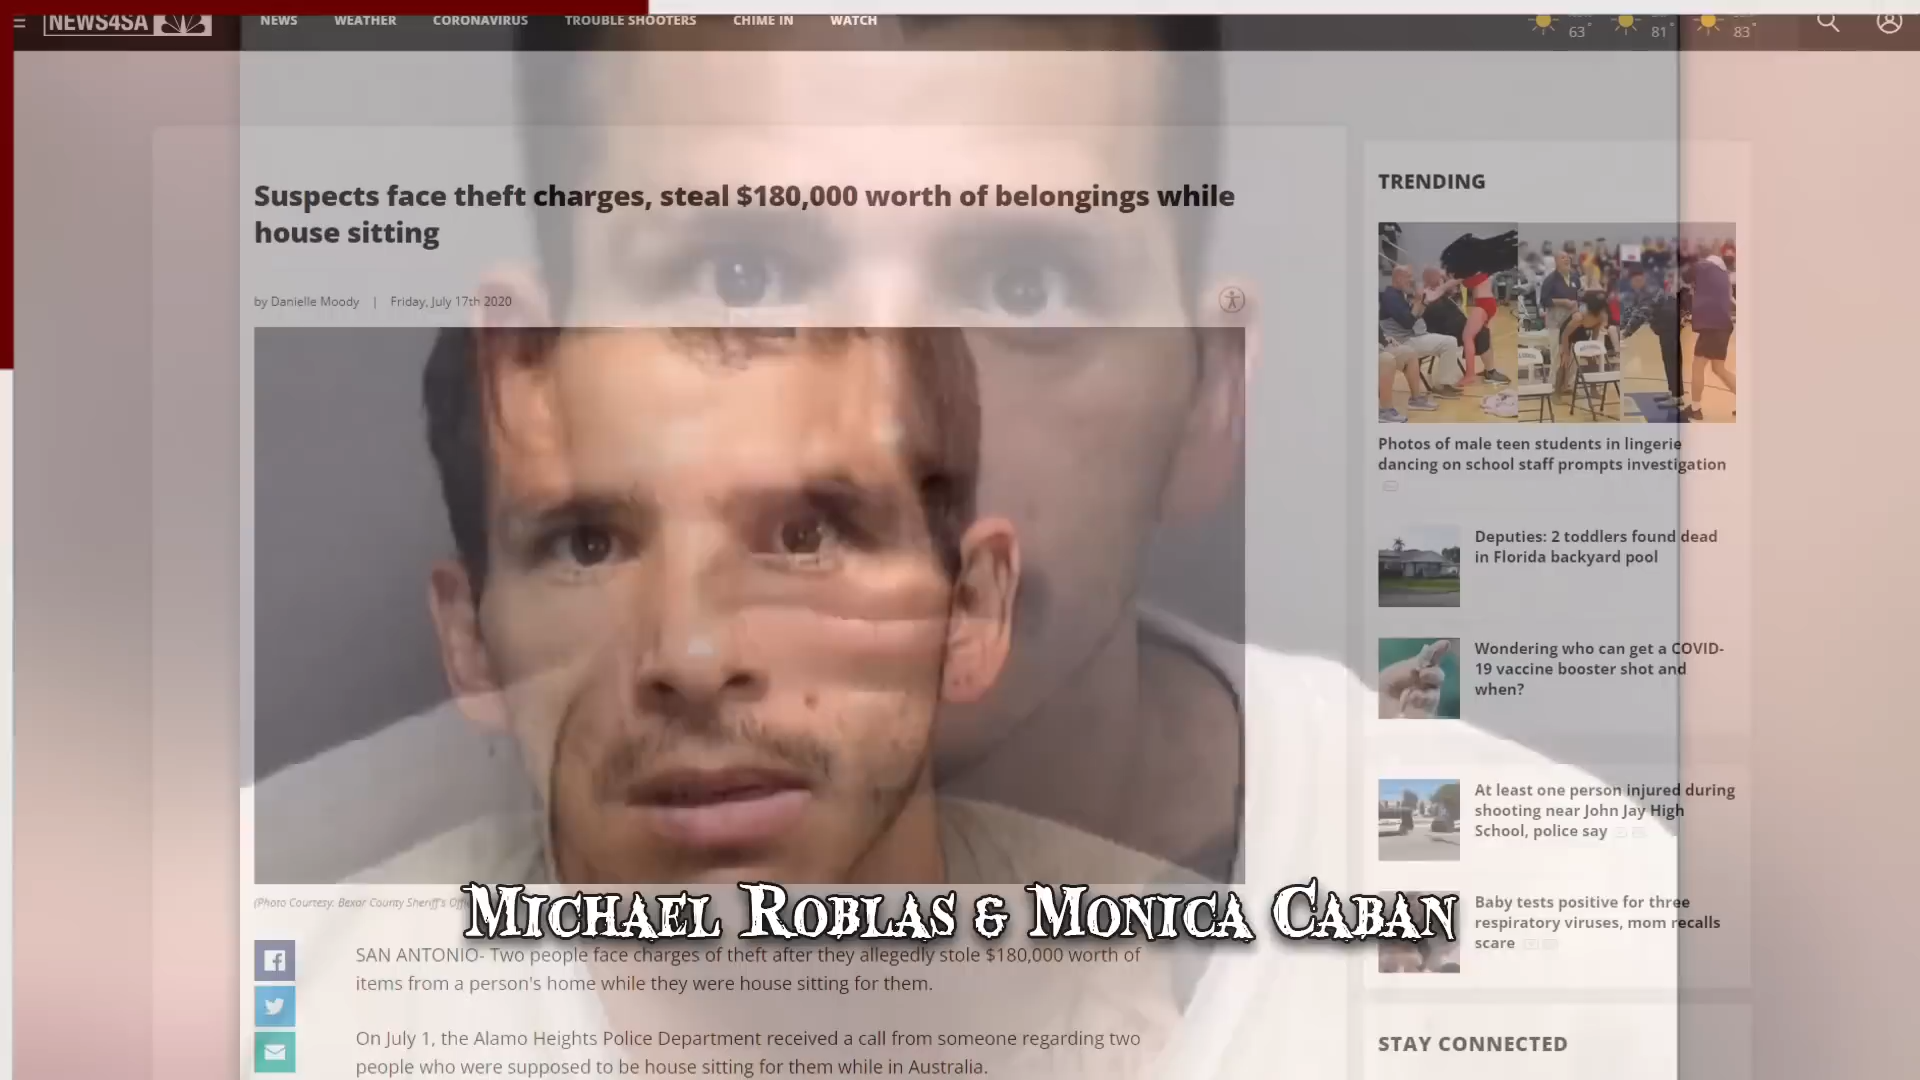 NEWS4SA
NEWS WEATHER CORONAVIRUS TROUBLE SHOOTERS CHIME IN WATCH
63° 81° 83°
Suspects face theft charges, steal $180,000 worth of belongings while
house sitting
by Danielle Moody | Friday, July 17th 2020
(Photo Courtesy: Bexar County Sheriff's
MICHAEL ROBLAS & MONICA CABAN
SAN ANTONIO- Two people face charges of theft after they allegedly stole $180,000 worth of
items from a person's home while they were house sitting for them.
On July 1, the Alamo Heights Police Department received a call from someone regarding two
people who were supposed to be house sitting for them while in Australia.
TRENDING
Photos of male teen students in lingerie
dancing on school staff prompts investigation
Deputies: 2 toddlers found dead
in Florida backyard pool
Wondering who can get a COVID-
19 vaccine booster shot and
when?
At least one person injured during
shooting near John Jay High
School, police say
Baby tests positive for three
respiratory viruses, mom recalls
scare
STAY CONNECTED